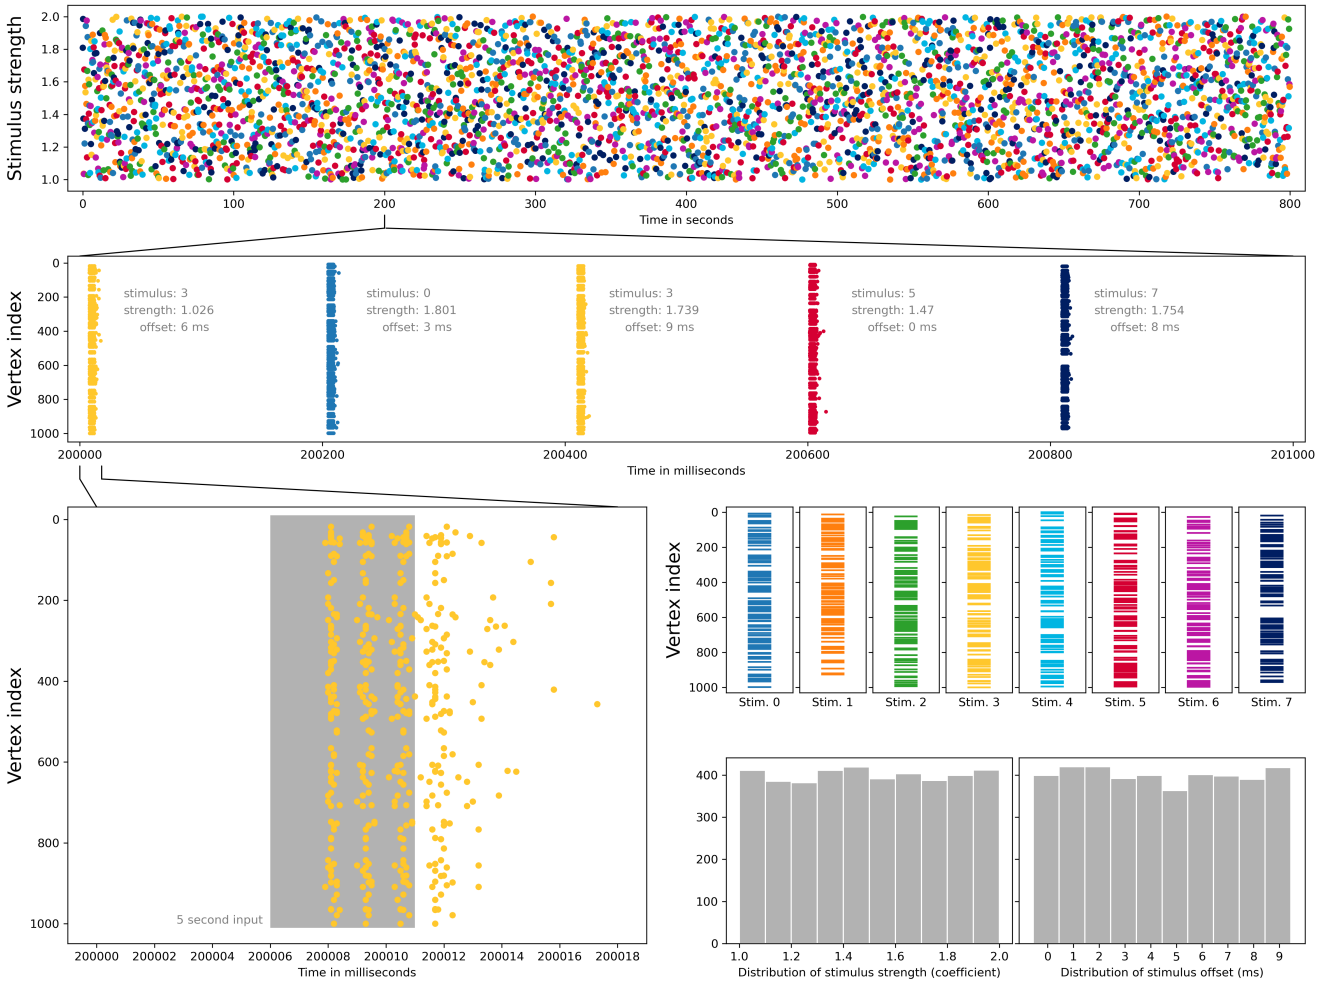 Stimulus strength
2.0
1.8
1.6
1.4
1.2
1.0
0 100 200 300 400 500 600 700 800
Time in seconds
Vertex index
0
200
400
600
800
1000
stimulus: 3
strength: 1.026
offset: 6 ms
stimulus: 0
strength: 1.801
offset: 3 ms
stimulus: 3
strength: 1.739
offset: 9 ms
stimulus: 5
strength: 1.47
offset: 0 ms
stimulus: 7
strength: 1.754
offset: 8 ms
200000 200200 200400 200600 200800 201000
Time in milliseconds
Vertex index
0
200
400
600
800
1000
5 second input
200000 200002 200004 200006 200008 200010 200012 200014 200016 200018
Time in milliseconds
Vertex index
0
200
400
600
800
1000
Stim. 0 Stim. 1 Stim. 2 Stim. 3 Stim. 4 Stim. 5 Stim. 6 Stim. 7
400
300
200
100
0
1.0 1.2 1.4 1.6 1.8 2.0
Distribution of stimulus strength (coefficient)
0 1 2 3 4 5 6 7 8 9
Distribution of stimulus offset (ms)